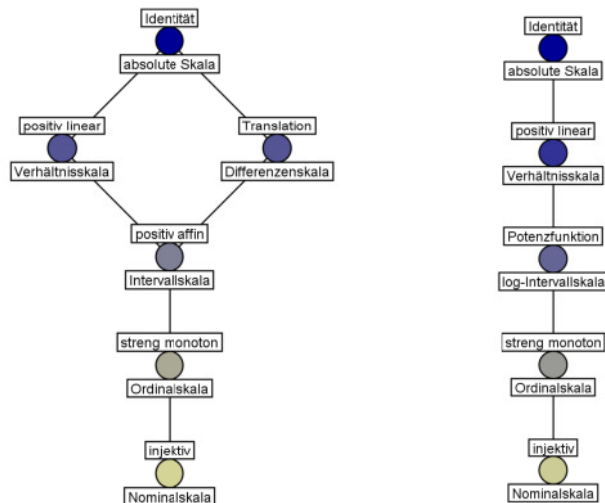 Identität
absolute Skala
positiv linear
Verhältnisskala
Translation
Differenzenskala
positiv affin
Intervallskala
streng monoton
Ordinalskala
injektiv
Nominalskala
Identität
absolute Skala
positiv linear
Verhältnisskala
Potenzfunktion
log-Intervallskala
streng monoton
Ordinalskala
injektiv
Nominalskala